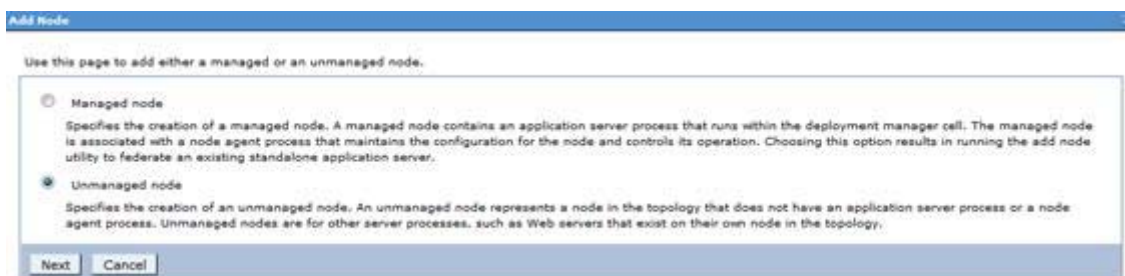 Add Node
Use this page to add either a managed or an unmanaged node.
Managed node
Specifies the creation of a managed node. A managed node contains an application server process that runs within the deployment manager cell. The managed node
is associated with a node agent process that maintains the configuration for the node and controls its operation. Choosing this option results in running the add node
utility to federate an existing standalone application server.
Unmanaged node
Specifies the creation of an unmanaged node. An unmanaged node represents a node in the topology that does not have an application server process or a node
agent process. Unmanaged nodes are for other server processes, such as Web servers that exist on their own node in the topology.
Next Cancel